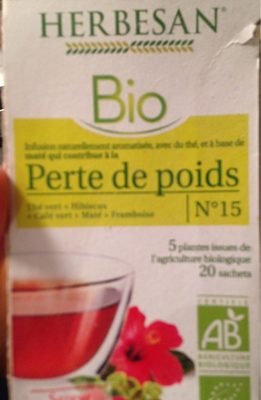 HERBESAN®
Bio
Infusion naturellement aromatisée, avec du thé, et à base de
maté qui contribue à la
Perte de poids
Thé vert • Hibiscus
• Café vert • Maté • Framboise
N°15
5 plantes issues de
l'agriculture biologique
20 sachets
CERTIFIÉ
AB
AGRICULTURE
BIOLOGIQUE